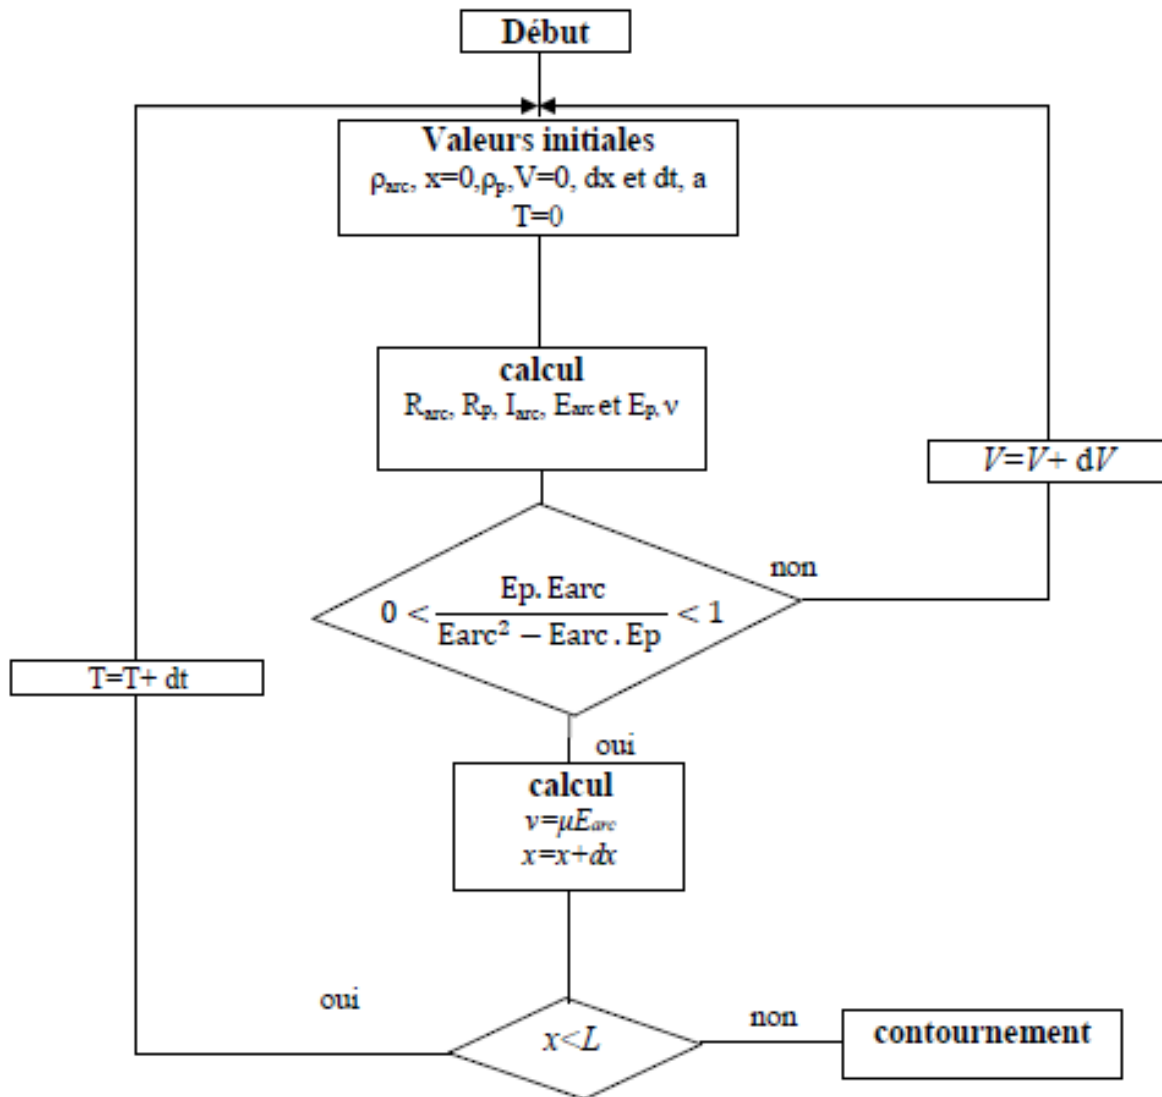 Début
Valeurs initiales
ρarc, x=0,ρp,V=0, dx et dt, a
T=0
calcul
Rarc, Rp, Iarc, Earc et Ep, v
V=V+ dV
non
0 < Ep. Earc / Earc² − Earc . Ep < 1
T=T+ dt
oui
calcul
v=μEarc
x=x+dx
oui
x<L
non
contournement